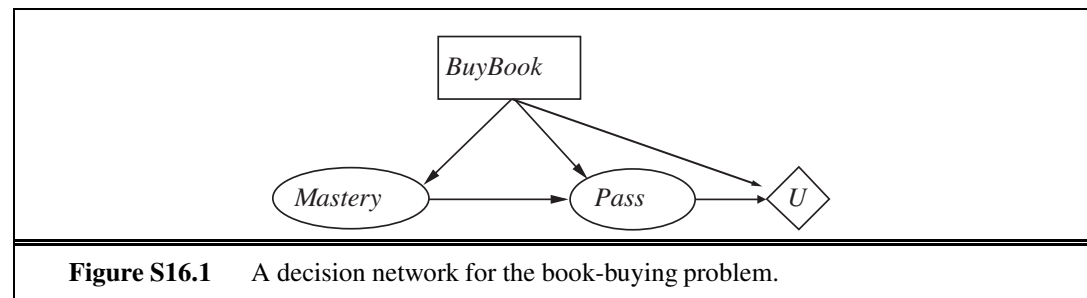 BuyBook
Mastery
Pass
U
Figure S16.1 A decision network for the book-buying problem.